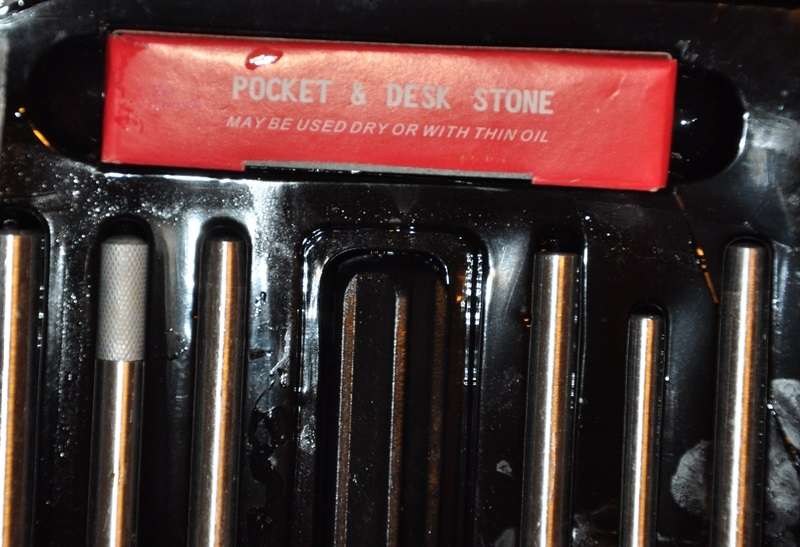 POCKET & DESK STONE
MAY BE USED DRY OR WITH THIN OIL